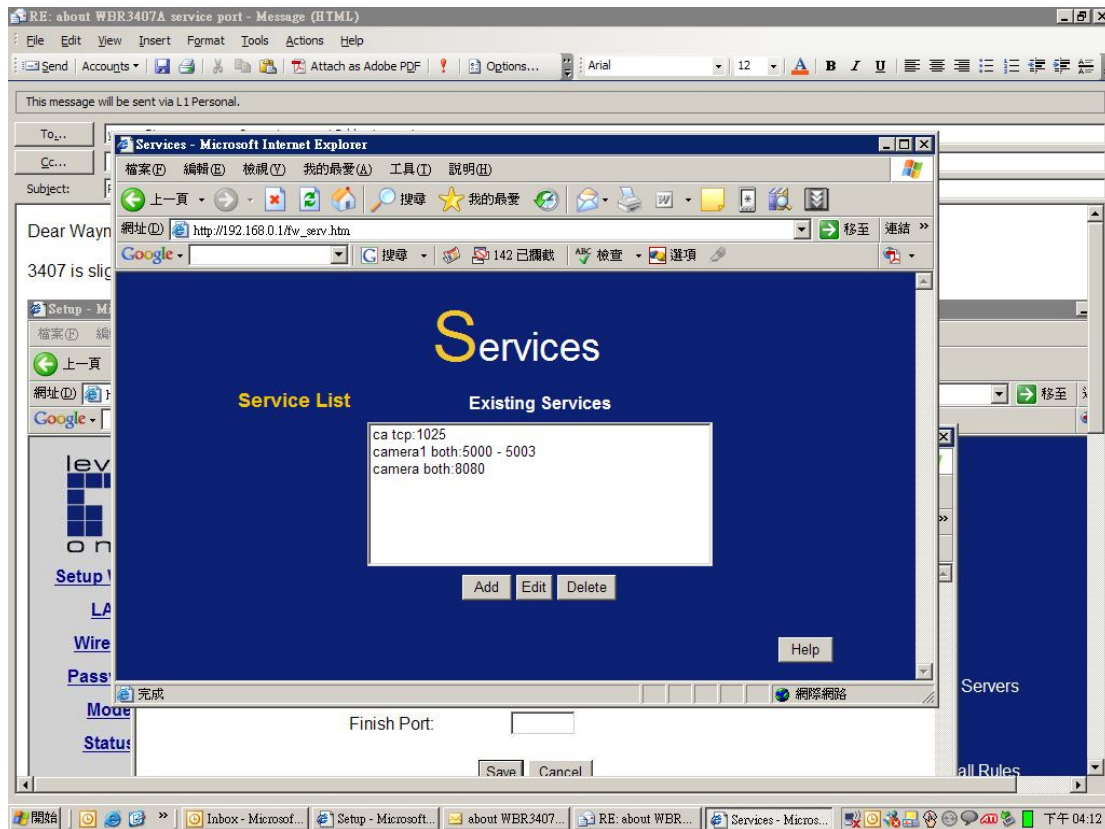 RE: about WBR3407A service port - Message (HTML)
File Edit View Insert Format Tools Actions Help
Send Accounts Attach as Adobe PDF Options... Arial 12 A B I U
This message will be sent via L1 Personal.
To...
Cc...
Subject:
Dear Wayn
3407 is slig
Setup - Mi
檔案(F)
上一頁
網址(D)
Google
移至
Services - Microsoft Internet Explorer
檔案(F) 編輯(E) 檢視(V) 我的最愛(A) 工具(T) 說明(H)
上一頁 搜尋 我的最愛
網址(D) http://192.168.0.1/fw_serv.htm 移至 連結 »
Google G 搜尋 142 已攔截 ABC 檢查 選項
Services
Service List Existing Services
ca tcp:1025
camera1 both:5000 - 5003
camera both:8080
Add Edit Delete
Help
完成 網際網路
leve
on
Setup W
LA
Wire
Passw
Mode
Status
Servers
Finish Port:
Save Cancel
all Rules
開始 » Inbox - Microsof... Setup - Microsoft... about WBR3407... RE: about WBR... Services - Micros... 下午 04:12